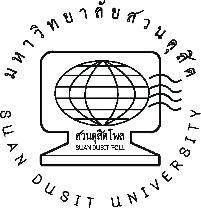 มหาวิทยาลัยสวนดุสิต
สวนดุสิตโพล
SUAN DUSIT POLL
SUAN DUSIT UNIVERSITY